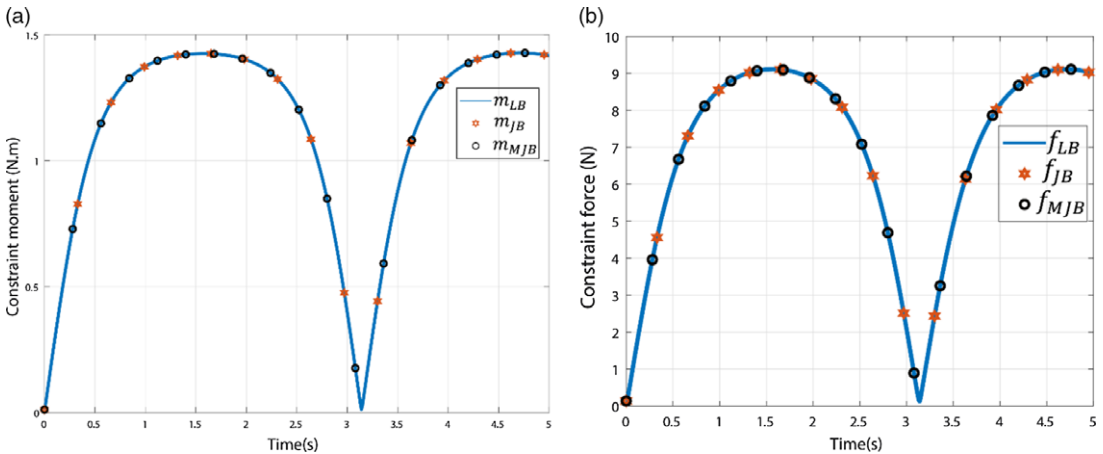 (a)
1.5
1
0.5
0
Constraint moment (N.m)
m_LB
m_JB
m_MJB
0 0.5 1 1.5 2 2.5 3 3.5 4 4.5 5
Time(s)
(b)
10
9
8
7
6
5
4
3
2
1
0
Constraint force (N)
f_LB
f_JB
f_MJB
0 0.5 1 1.5 2 2.5 3 3.5 4 4.5 5
Time(s)